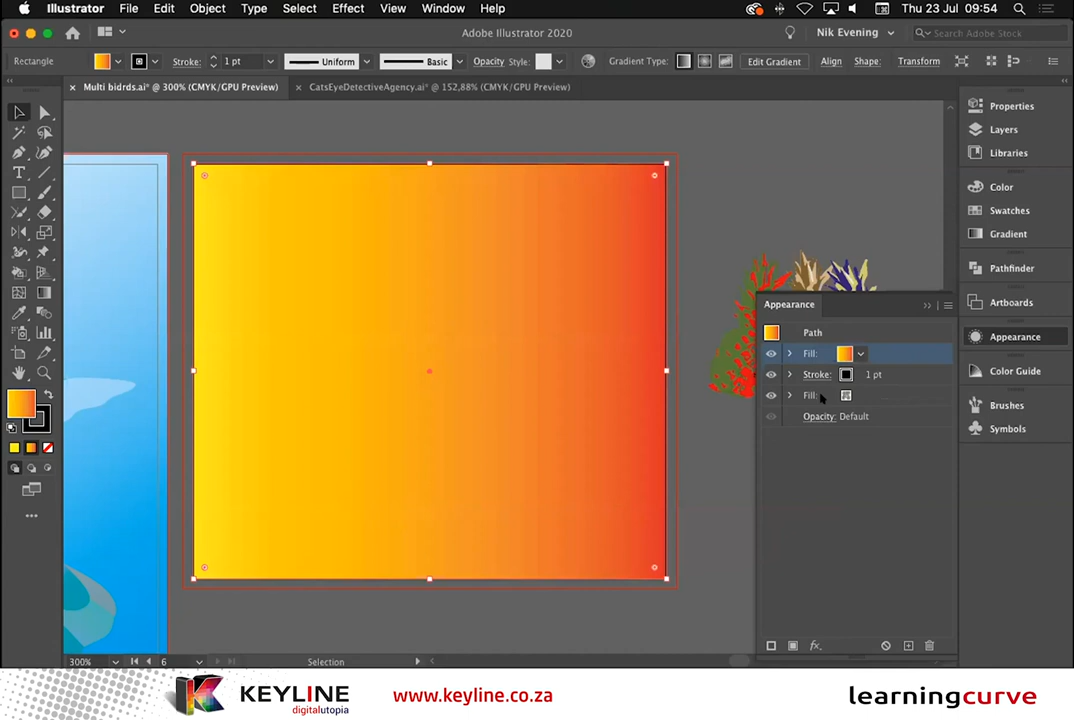 Illustrator File Edit Object Type Select Effect View Window Help Thu 23 Jul 09:54
Adobe Illustrator 2020 Nik Evening Search Adobe Stock
Rectangle Stroke: 1 pt Uniform Basic Opacity Style: Gradient Type: Edit Gradient Align Shape: Transform
× Multi bidrds.ai* @ 300% (CMYK/GPU Preview) × CatsEyeDetectiveAgency.ai* @ 152,88% (CMYK/GPU Preview)
Properties
Layers
Libraries
Color
Swatches
Gradient
Pathfinder
Artboards
Appearance
Color Guide
Brushes
Symbols
Appearance
Path
Fill:
Stroke: 1 pt
Fill:
Opacity: Default
fx.
300% 6 Selection
KEYLINE
digitalutopia
www.keyline.co.za
learningcurve